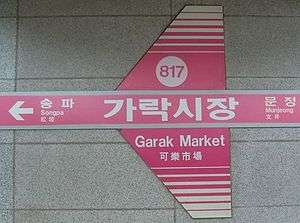 817
송파
Songpa
松坡
가락시장
문정
Munjeong
文井
Garak Market
可樂市場